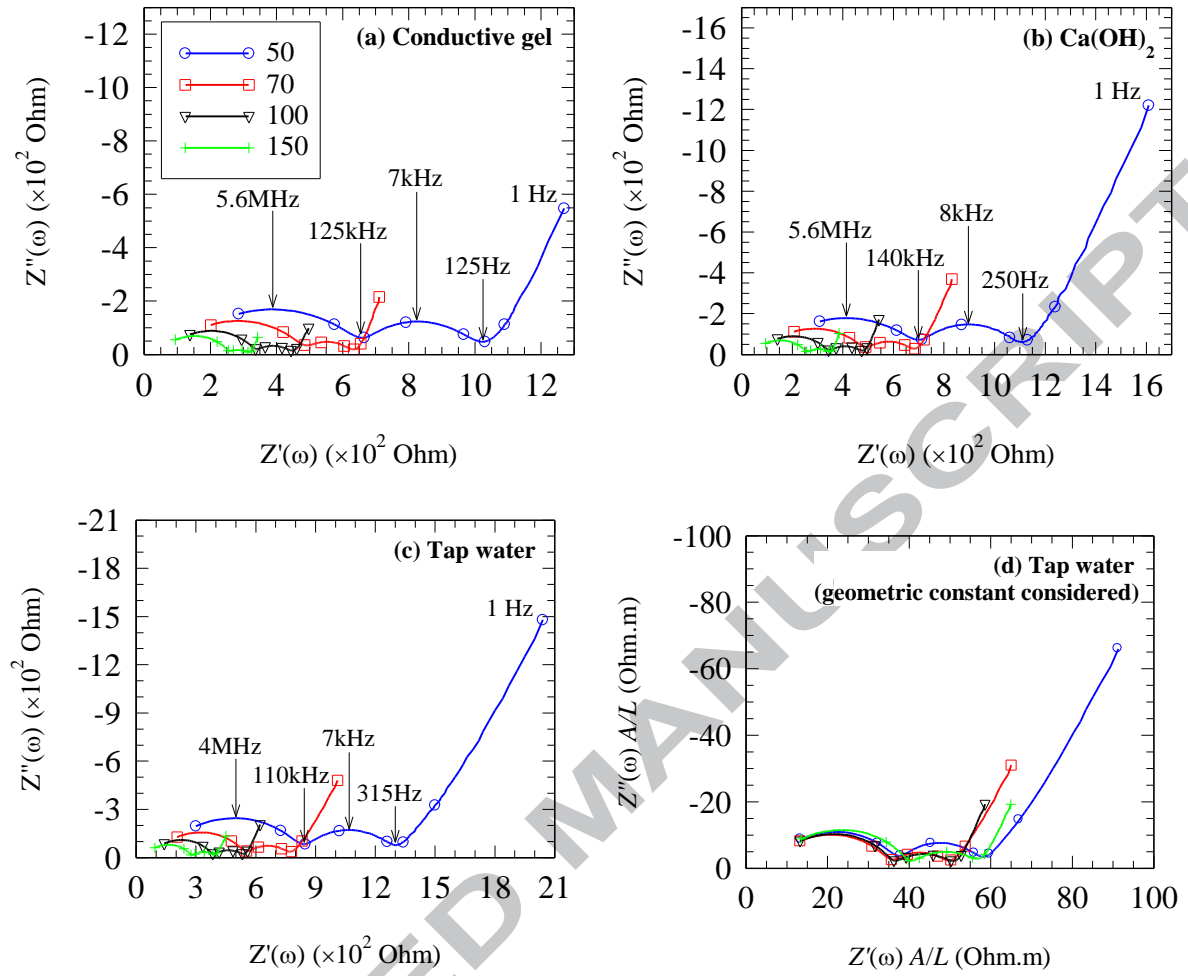 (a) Conductive gel
50
70
100
150
5.6MHz
125kHz
7kHz
125Hz
1 Hz
-12
-10
-8
-6
-4
-2
0
0 2 4 6 8 10 12
Z''(ω) (×10² Ohm)
Z'(ω) (×10² Ohm)
(b) Ca(OH)₂
5.6MHz
140kHz
8kHz
250Hz
1 Hz
-16
-14
-12
-10
-8
-6
-4
-2
0
0 2 4 6 8 10 12 14 16
Z''(ω) (×10² Ohm)
Z'(ω) (×10² Ohm)
(c) Tap water
4MHz
110kHz
7kHz
315Hz
1 Hz
-21
-18
-15
-12
-9
-6
-3
0
0 3 6 9 12 15 18 21
Z''(ω) (×10² Ohm)
Z'(ω) (×10² Ohm)
(d) Tap water
(geometric constant considered)
-100
-80
-60
-40
-20
0
0 20 40 60 80 100
Z''(ω) A/L (Ohm.m)
Z'(ω) A/L (Ohm.m)
ED MANUSCRIPT